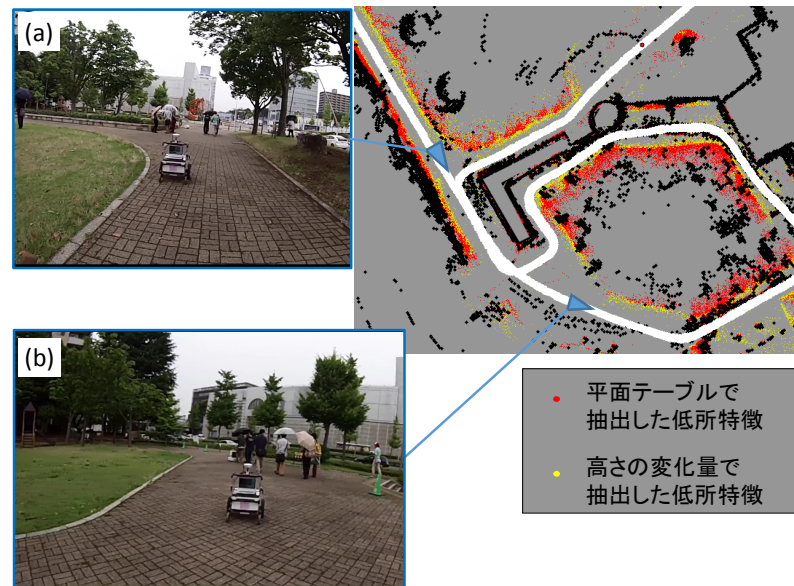 (a)
(b)
平面テーブルで
抽出した低所特徴
高さの変化量で
抽出した低所特徴